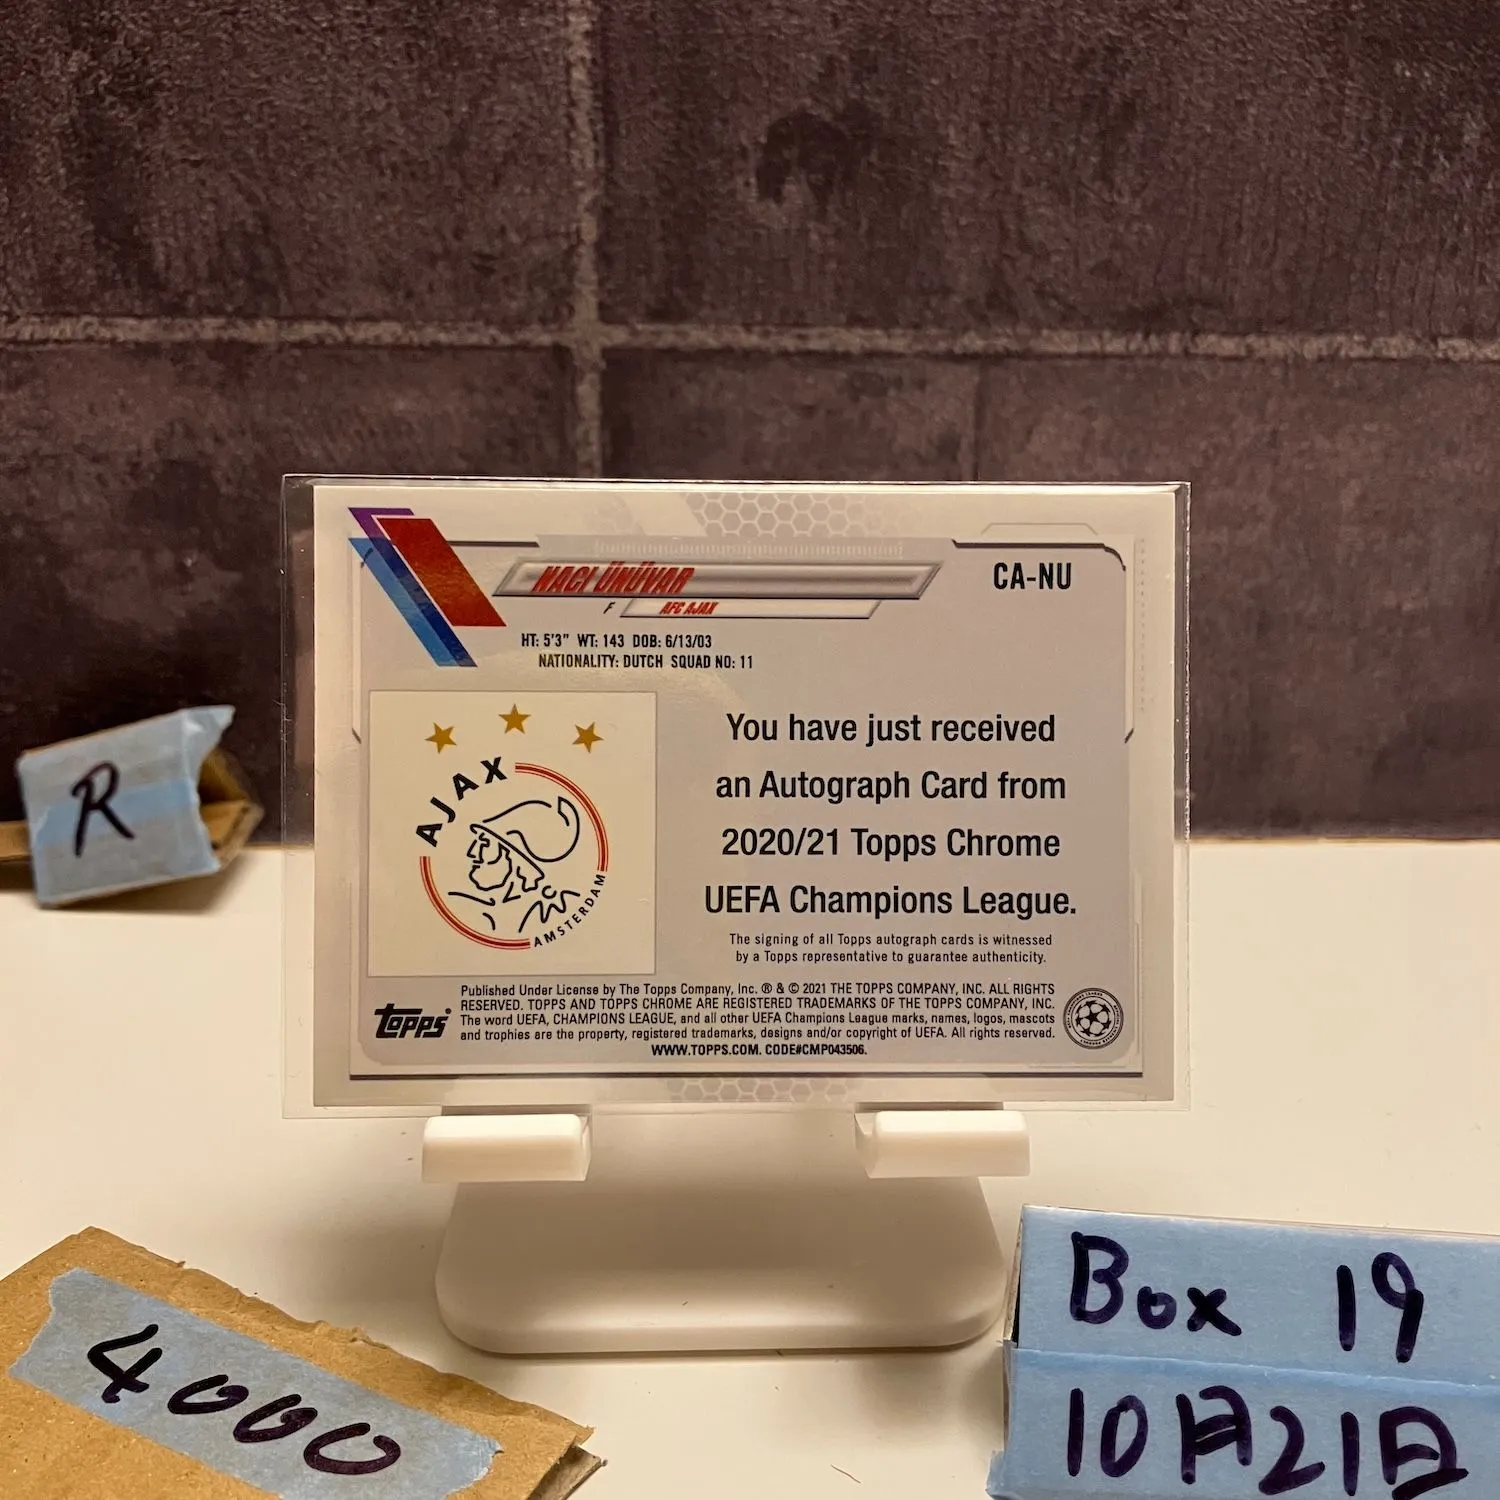 NACI ÜNÜVAR
CA-NU
F AFC AJAX
HT: 5'3" WT: 143 DOB: 6/13/03
NATIONALITY: DUTCH SQUAD NO: 11
AJAX
AMSTERDAM
You have just received
an Autograph Card from
2020/21 Topps Chrome
UEFA Champions League.
The signing of all Topps autograph cards is witnessed
by a Topps representative to guarantee authenticity.
topps
Published Under License by The Topps Company, Inc. ® & © 2021 THE TOPPS COMPANY, INC. ALL RIGHTS
RESERVED. TOPPS AND TOPPS CHROME ARE REGISTERED TRADEMARKS OF THE TOPPS COMPANY, INC.
The word UEFA, CHAMPIONS LEAGUE, and all other UEFA Champions League marks, names, logos, mascots
and trophies are the property, registered trademarks, designs and/or copyright of UEFA. All rights reserved.
WWW.TOPPS.COM. CODE#CMP043506.
R
4000
Box 19
10月21日